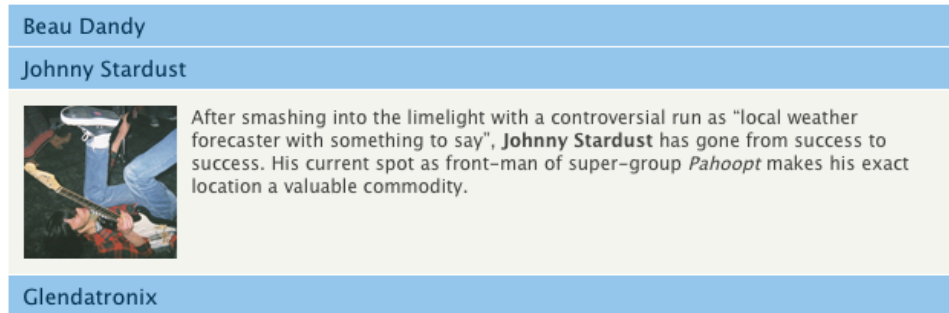 Beau Dandy
Johnny Stardust
After smashing into the limelight with a controversial run as “local weather
forecaster with something to say”, Johnny Stardust has gone from success to
success. His current spot as front-man of super-group Pahoopt makes his exact
location a valuable commodity.
Glendatronix